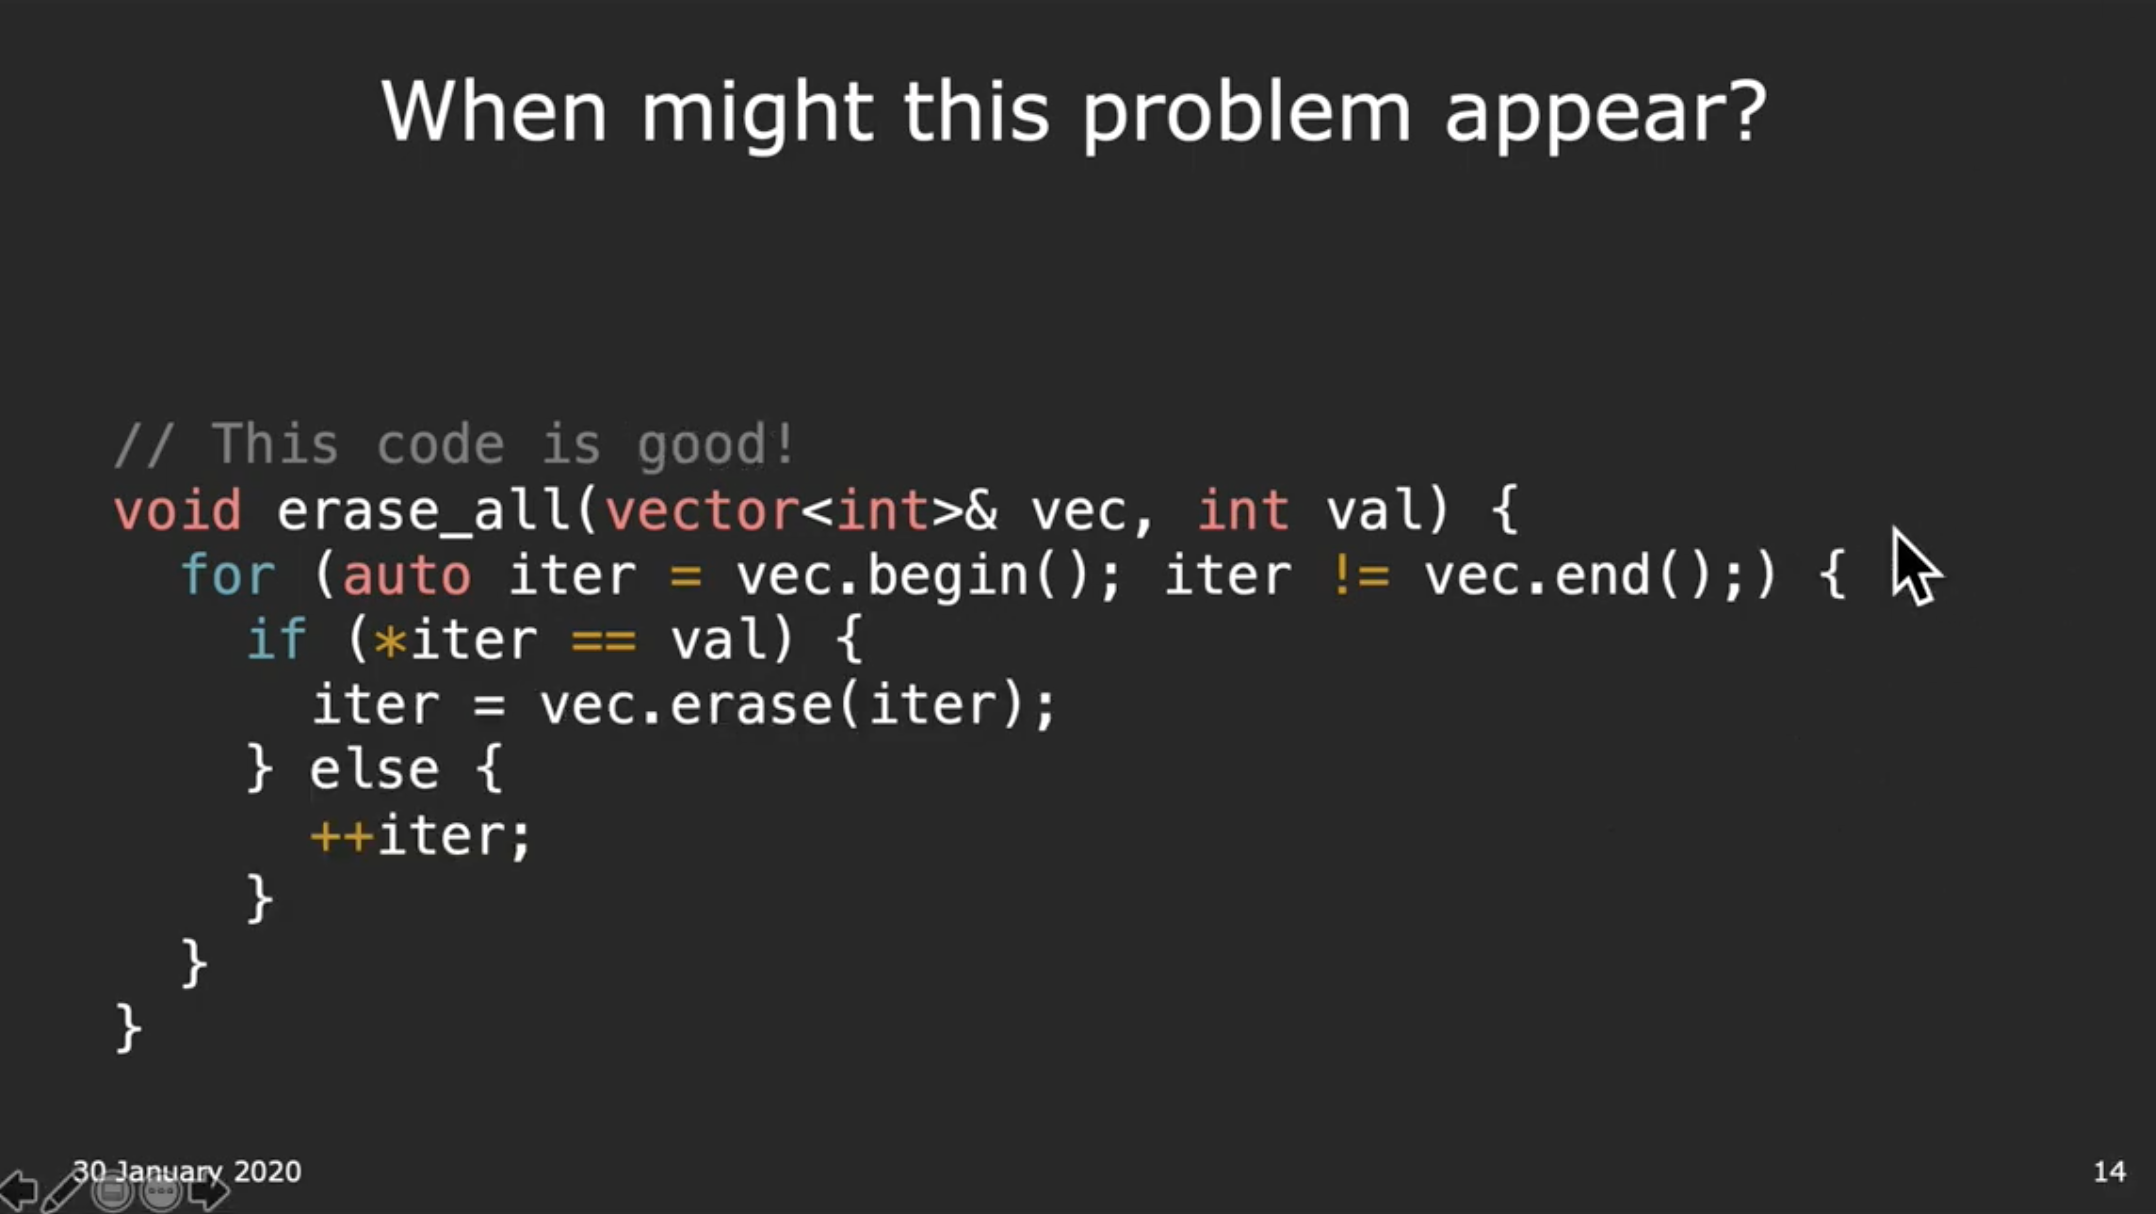 When might this problem appear?
// This code is good!
void erase_all(vector<int>& vec, int val) {
  for (auto iter = vec.begin(); iter != vec.end();) {
    if (*iter == val) {
      iter = vec.erase(iter);
    } else {
      ++iter;
    }
  }
}
30 January 2020
14